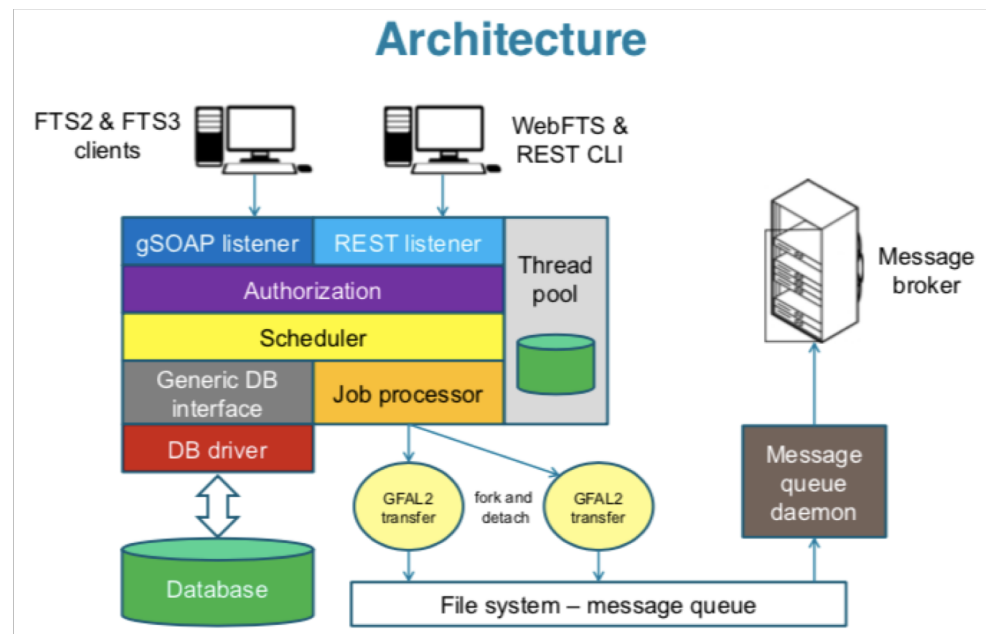 Architecture
FTS2 & FTS3
clients
WebFTS &
REST CLI
gSOAP listener
REST listener
Thread
pool
Message
broker
Authorization
Scheduler
Generic DB
interface
Job processor
DB driver
GFAL2
transfer
fork and
detach
GFAL2
transfer
Message
queue
daemon
Database
File system – message queue